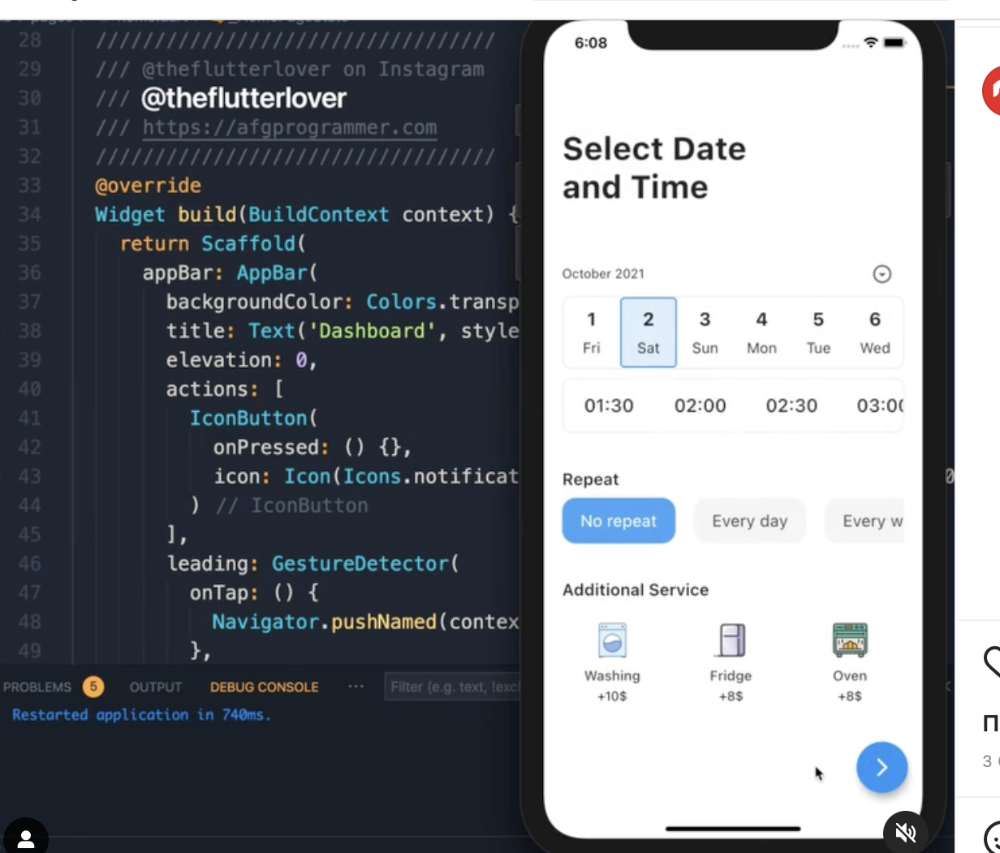 28 ///////////////////////////////////
29 /// @theflutterlover on Instagram
30 /// @theflutterlover
31 /// https://afgprogrammer.com
32 ///////////////////////////////////
33 @override
34 Widget build(BuildContext context) {
35 return Scaffold(
36 appBar: AppBar(
37 backgroundColor: Colors.transp
38 title: Text('Dashboard', style
39 elevation: 0,
40 actions: [
41 IconButton(
42 onPressed: () {},
43 icon: Icon(Icons.notificat
44 ) // IconButton
45 ],
46 leading: GestureDetector(
47 onTap: () {
48 Navigator.pushNamed(contex
49 },
PROBLEMS 5 OUTPUT DEBUG CONSOLE ··· Filter (e.g. text, !excl
Restarted application in 740ms.
6:08
Select Date
and Time
October 2021
1 2 3 4 5 6
Fri Sat Sun Mon Tue Wed
01:30 02:00 02:30 03:00
Repeat
No repeat Every day Every w
Additional Service
Washing Fridge Oven
+10$ +8$ +8$
3